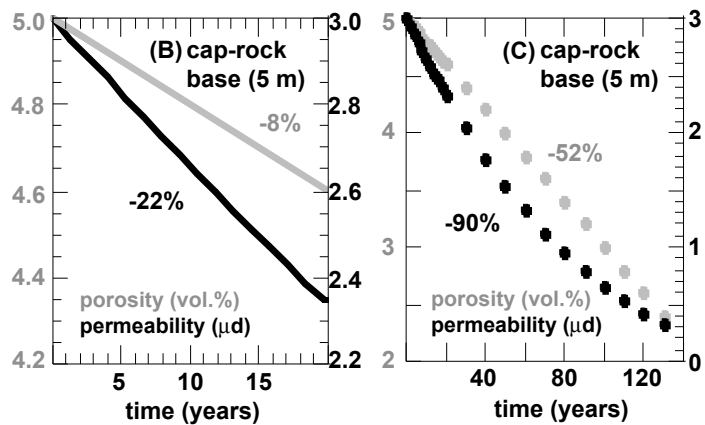 5.0
4.8
4.6
4.4
4.2
(B) cap-rock
base (5 m)
-8%
-22%
porosity (vol.%)
permeability (μd)
3.0
2.8
2.6
2.4
2.2
5
10
15
time (years)
5
4
3
2
(C) cap-rock
base (5 m)
-52%
-90%
porosity (vol.%)
permeability (μd)
3
2
1
0
40
80
120
time (years)